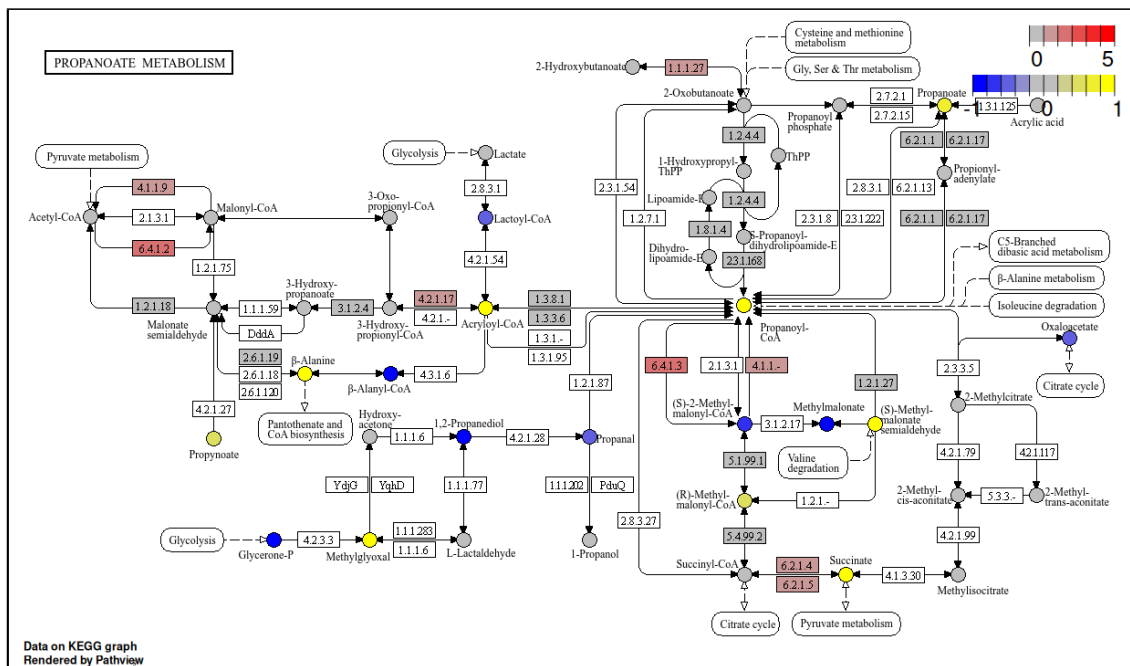 PROPANOATE METABOLISM
Cysteine and methionine
metabolism
Gly, Ser & Thr metabolism
0
5
-1
0
1
2-Hydroxybutanoate
1.1.1.27
2-Oxobutanoate
Propanoyl
phosphate
2.7.2.1
2.7.2.15
Propanoate
1.3.1.125
Acrylic acid
1.2.4.4
ThPP
1-Hydroxypropyl-
ThPP
6.2.1.1
6.2.1.17
Propionyl-
adenylate
2.3.1.54
1.2.7.1
Lipoamide-E
1.2.4.4
1.8.1.4
S-Propanoyl-
dihydrolipoamide-E
Dihydro-
lipoamide-E
2.3.1.168
2.3.1.8
2.3.1.222
2.8.3.1
6.2.1.13
6.2.1.1
6.2.1.17
C5-Branched
dibasic acid metabolism
β-Alanine metabolism
Isoleucine degradation
Pyruvate metabolism
Glycolysis
Lactate
4.1.1.9
2.8.3.1
Acetyl-CoA
2.1.3.1
Malonyl-CoA
3-Oxo-
propionyl-CoA
Lactoyl-CoA
6.4.1.2
1.2.1.75
4.2.1.54
1.2.1.18
Malonate
semialdehyde
1.1.1.59
3-Hydroxy-
propanoate
3.1.2.4
3-Hydroxy-
propionyl-CoA
4.2.1.17
4.2.1.-
Acryloyl-CoA
1.3.8.1
1.3.3.6
1.3.1.-
1.3.1.95
DddA
Propanoyl-
CoA
2.6.1.19
2.6.1.18
2.6.1.120
β-Alanine
β-Alanyl-CoA
4.3.1.6
1.2.1.87
6.4.1.3
2.1.3.1
4.1.1.-
1.2.1.27
2.3.3.5
Oxaloacetate
Citrate cycle
4.2.1.27
Pantothenate and
CoA biosynthesis
Propynoate
Hydroxy-
acetone
1.1.1.6
1,2-Propanediol
4.2.1.28
Propanal
(S)-2-Methyl-
malonyl-CoA
3.1.2.17
Methylmalonate
(S)-Methyl-
malonate
semialdehyde
2-Methylcitrate
Valine
degradation
5.1.99.1
4.2.1.79
4.2.1.117
YdjG
YqhD
1.1.1.77
1.1.1.202
PduQ
(R)-Methyl-
malonyl-CoA
1.2.1.-
2-Methyl-
cis-aconitate
5.3.3.-
2-Methyl-
trans-aconitate
2.8.3.27
Glycolysis
Glycerone-P
4.2.3.3
Methylglyoxal
1.1.1.283
1.1.1.6
L-Lactaldehyde
1-Propanol
5.4.99.2
4.2.1.99
Succinyl-CoA
6.2.1.4
6.2.1.5
Succinate
4.1.3.30
Methylisocitrate
Citrate cycle
Pyruvate metabolism
Data on KEGG graph
Rendered by Pathview